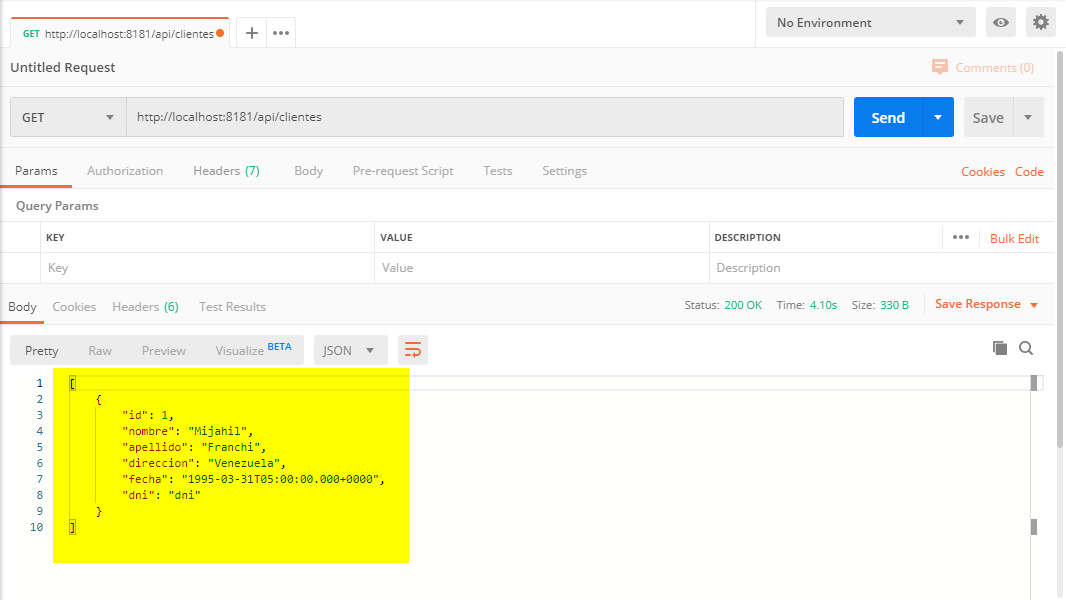 GET http://localhost:8181/api/clientes
+ •••
No Environment
Untitled Request
Comments (0)
GET http://localhost:8181/api/clientes
Send
Save
Params Authorization Headers (7) Body Pre-request Script Tests Settings
Cookies Code
Query Params
KEY VALUE DESCRIPTION ••• Bulk Edit
Key Value Description
Body Cookies Headers (6) Test Results
Status: 200 OK Time: 4.10s Size: 330 B Save Response
Pretty Raw Preview Visualize BETA JSON
1 [
2 {
3 "id": 1,
4 "nombre": "Mijahil",
5 "apellido": "Franchi",
6 "direccion": "Venezuela",
7 "fecha": "1995-03-31T05:00:00.000+0000",
8 "dni": "dni"
9 }
10 ]